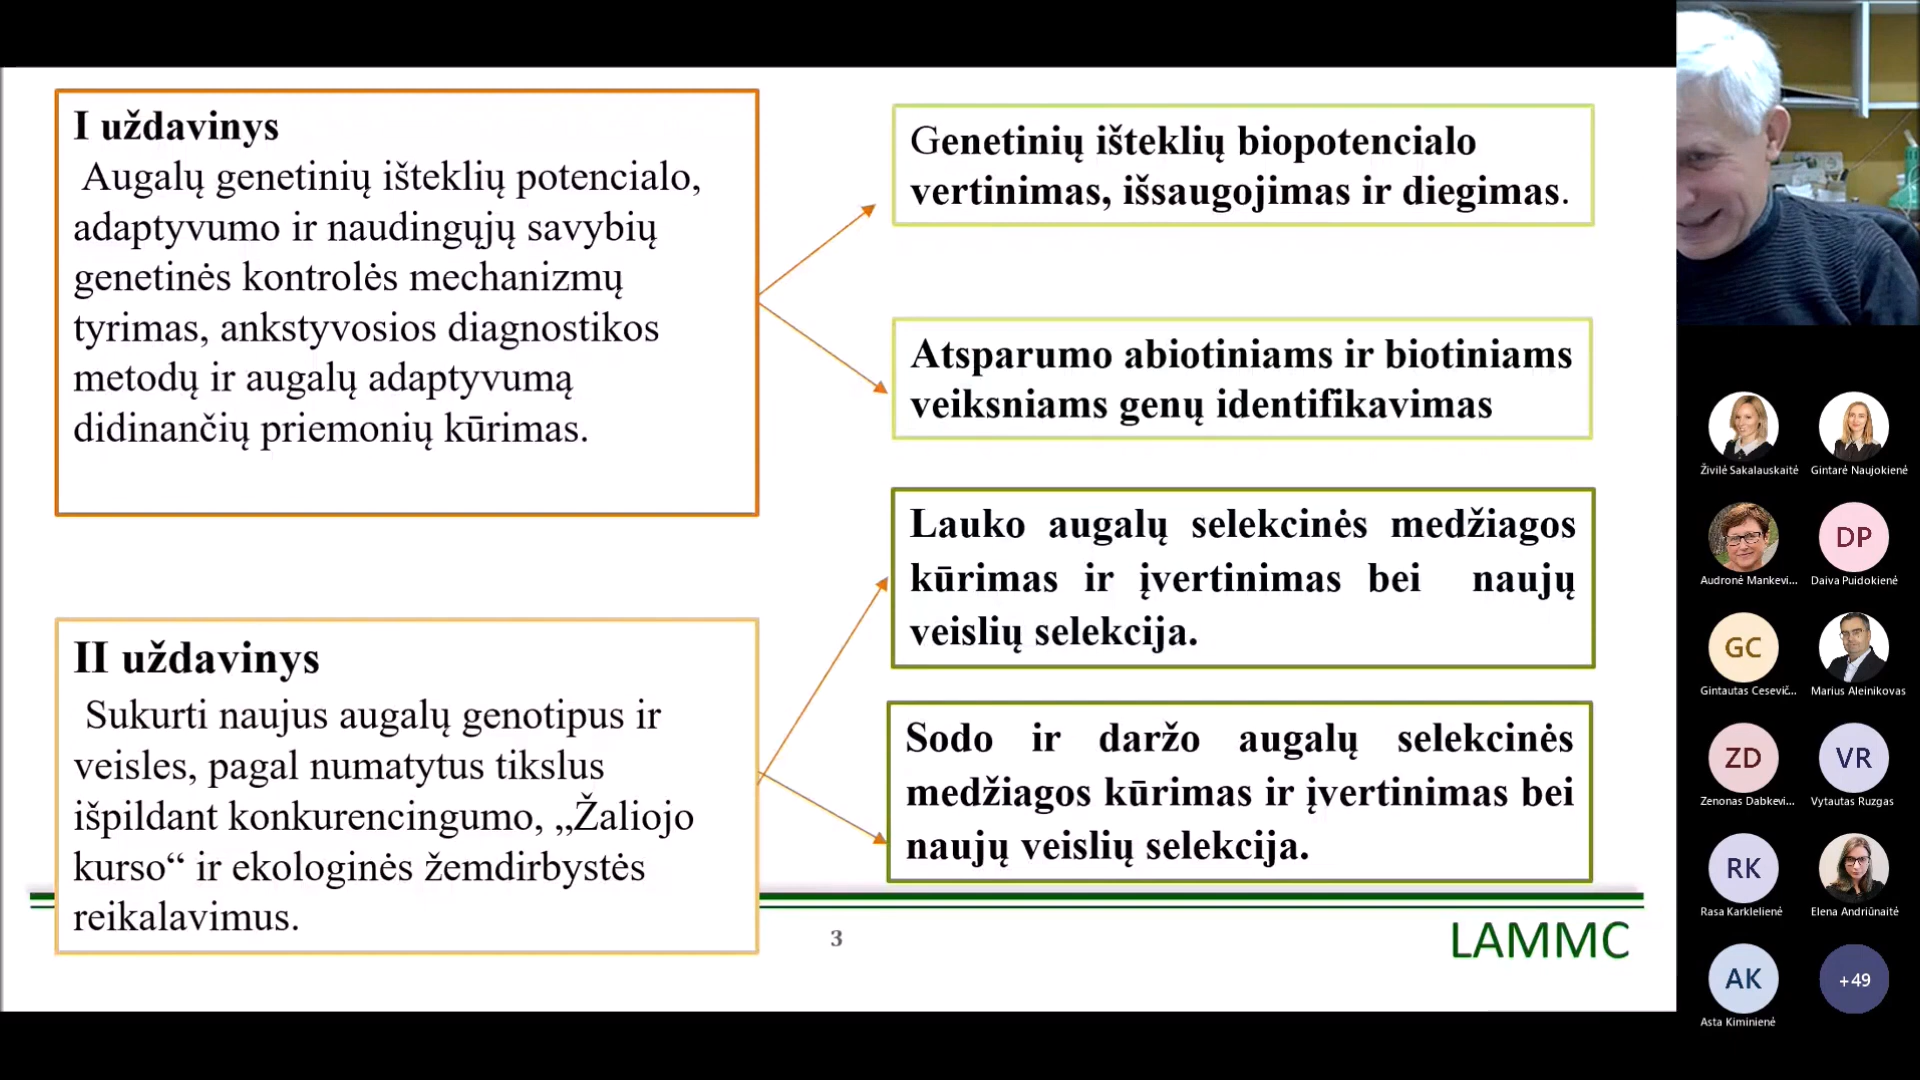 I uždavinys
Augalų genetinių išteklių potencialo,
adaptyvumo ir naudingųjų savybių
genetinės kontrolės mechanizmų
tyrimas, ankstyvosios diagnostikos
metodų ir augalų adaptyvumą
didinančių priemonių kūrimas.
Genetinių išteklių biopotencialo
vertinimas, išsaugojimas ir diegimas.
Atsparumo abiotiniams ir biotiniams
veiksniams genų identifikavimas
II uždavinys
Sukurti naujus augalų genotipus ir
veisles, pagal numatytus tikslus
išpildant konkurencingumo, „Žaliojo
kurso“ ir ekologinės žemdirbystės
reikalavimus.
Lauko augalų selekcinės medžiagos
kūrimas ir įvertinimas bei naujų
veislių selekcija.
Sodo ir daržo augalų selekcinės
medžiagos kūrimas ir įvertinimas bei
naujų veislių selekcija.
3
LAMMC
Živilė Sakalauskaitė
Gintarė Naujokienė
Audronė Mankevi...
DP
Daiva Puidokienė
GC
Gintautas Cesevič...
Marius Aleinikovas
ZD
Zenonas Dabkevi...
VR
Vytautas Ruzgas
RK
Rasa Karklelienė
Elena Andriūnaitė
AK
Asta Kiminienė
+49